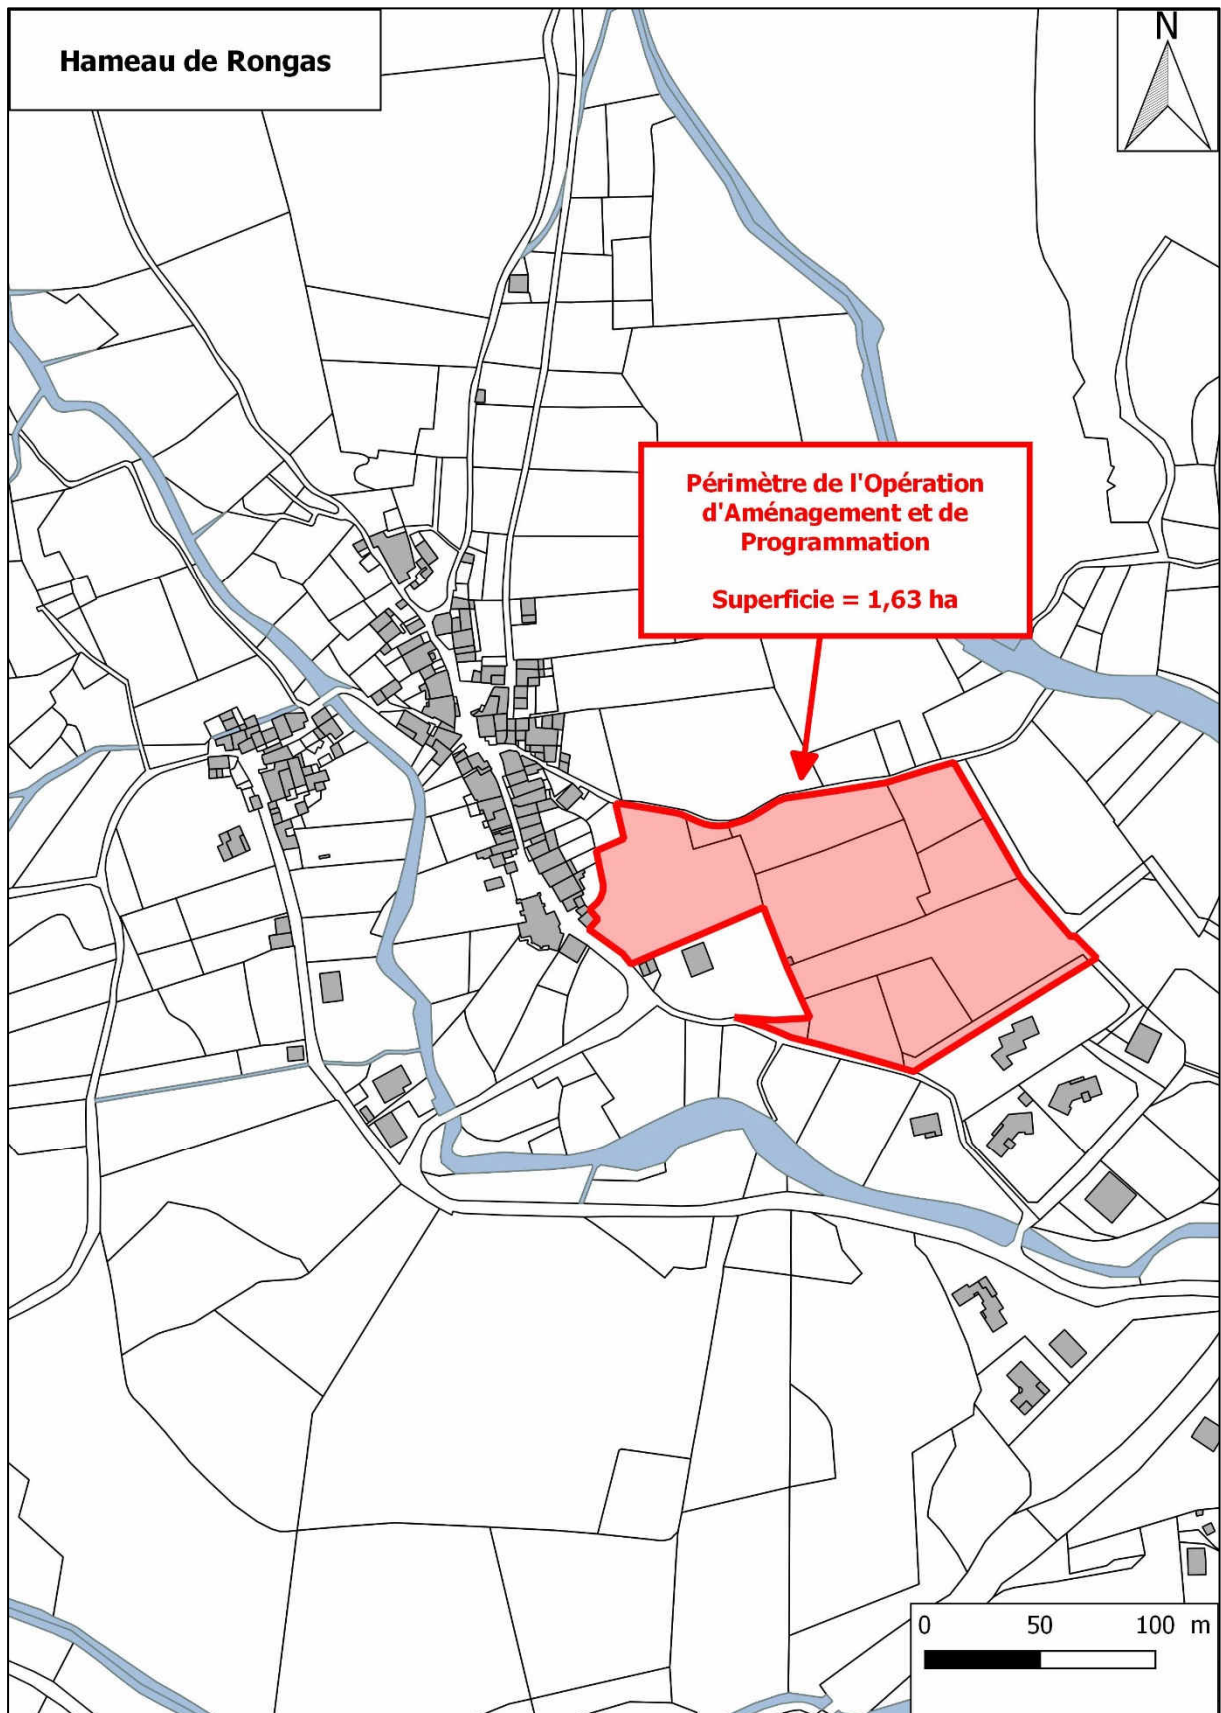 Hameau de Rongas
N
Périmètre de l'Opération
d'Aménagement et de
Programmation
Superficie = 1,63 ha
0 50 100 m